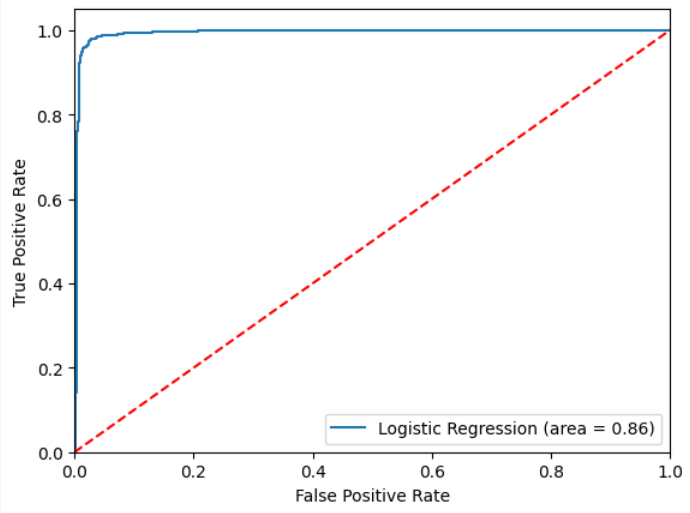 1.0
0.8
0.6
0.4
0.2
0.0
True Positive Rate
Logistic Regression (area = 0.86)
0.0 0.2 0.4 0.6 0.8 1.0
False Positive Rate